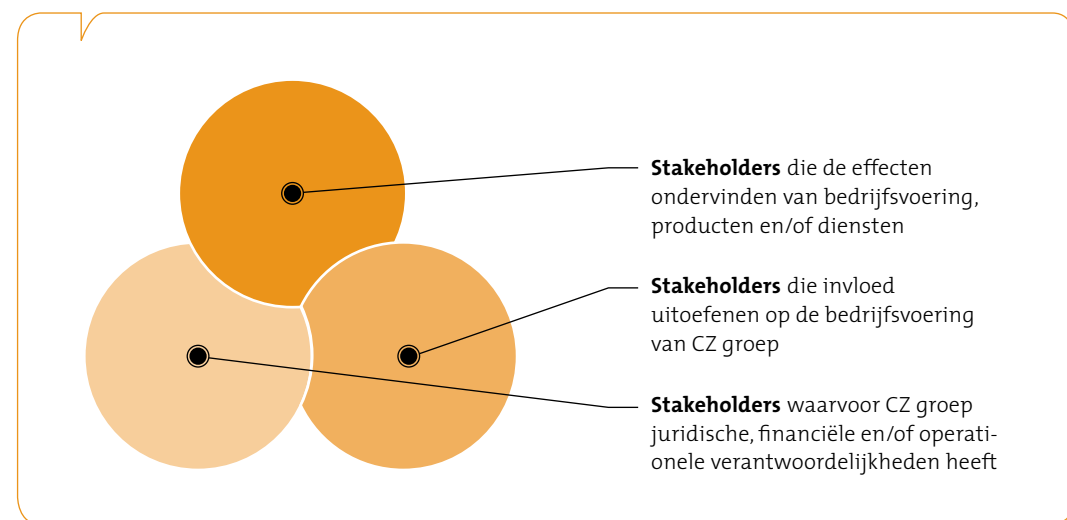 Stakeholders die de effecten
ondervinden van bedrijfsvoering,
producten en/of diensten
Stakeholders die invloed
uitoefenen op de bedrijfsvoering
van CZ groep
Stakeholders waarvoor CZ groep
juridische, financiële en/of operati-
onele verantwoordelijkheden heeft